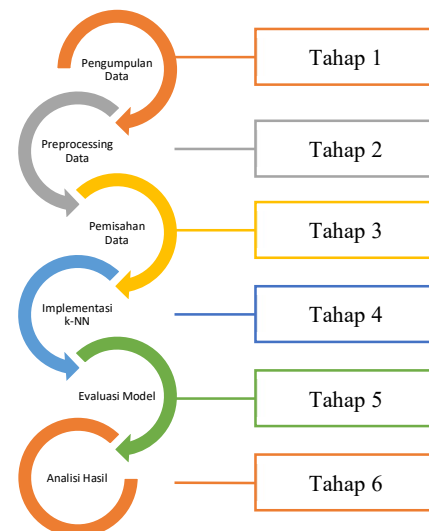 Pengumpulan
Data
Tahap 1
Preprocessing
Data
Tahap 2
Pemisahan
Data
Tahap 3
Implementasi
k-NN
Tahap 4
Evaluasi Model
Tahap 5
Analisi Hasil
Tahap 6